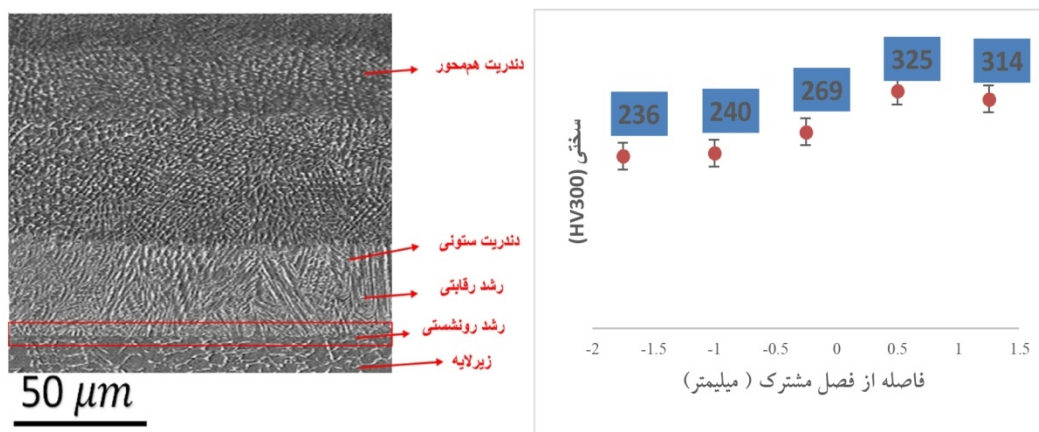 دندریت هم‌محور
دندریت ستونی
رشد رقابتی
رشد رونشستی
زیرلایه
50 μm
سختی (HV300)
236
240
269
325
314
-2 -1.5 -1 -0.5 0 0.5 1 1.5
فاصله از فصل مشترک ( میلیمتر)